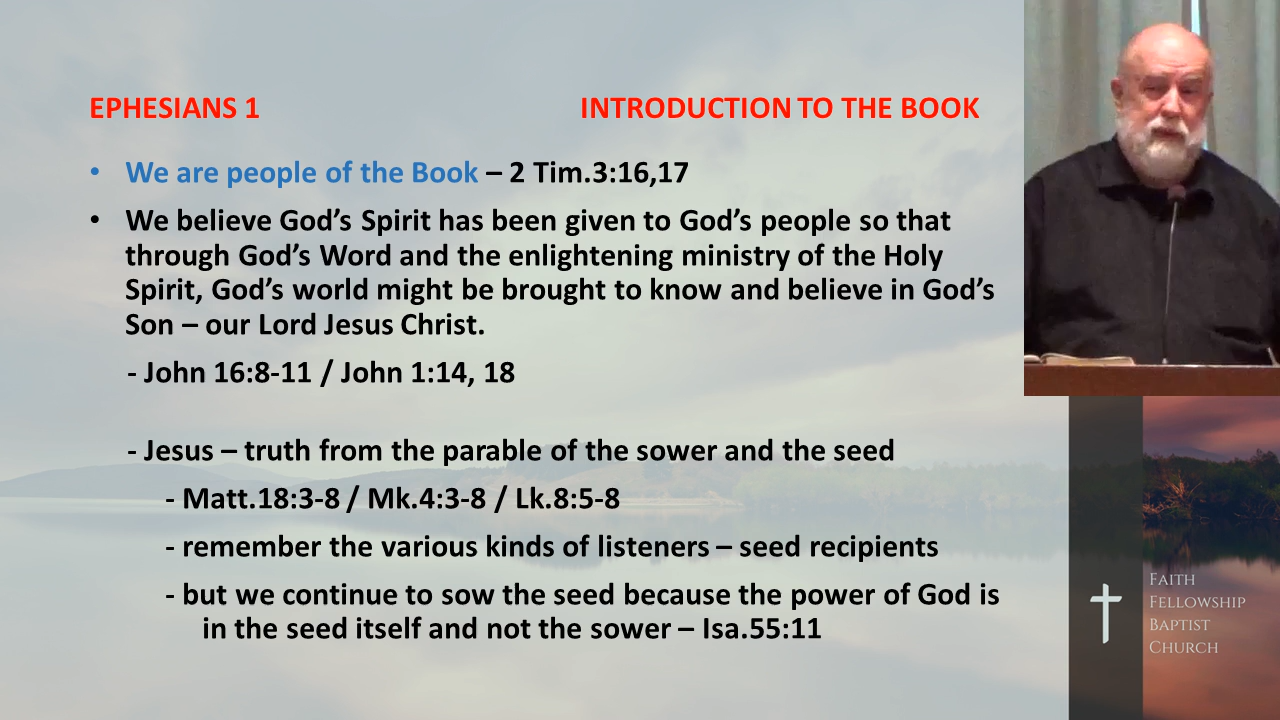 EPHESIANS 1 INTRODUCTION TO THE BOOK
• We are people of the Book – 2 Tim.3:16,17
• We believe God’s Spirit has been given to God’s people so that
through God’s Word and the enlightening ministry of the Holy
Spirit, God’s world might be brought to know and believe in God’s
Son – our Lord Jesus Christ.
- John 16:8-11 / John 1:14, 18
- Jesus – truth from the parable of the sower and the seed
- Matt.18:3-8 / Mk.4:3-8 / Lk.8:5-8
- remember the various kinds of listeners – seed recipients
- but we continue to sow the seed because the power of God is
in the seed itself and not the sower – Isa.55:11
Faith
Fellowship
Baptist
Church